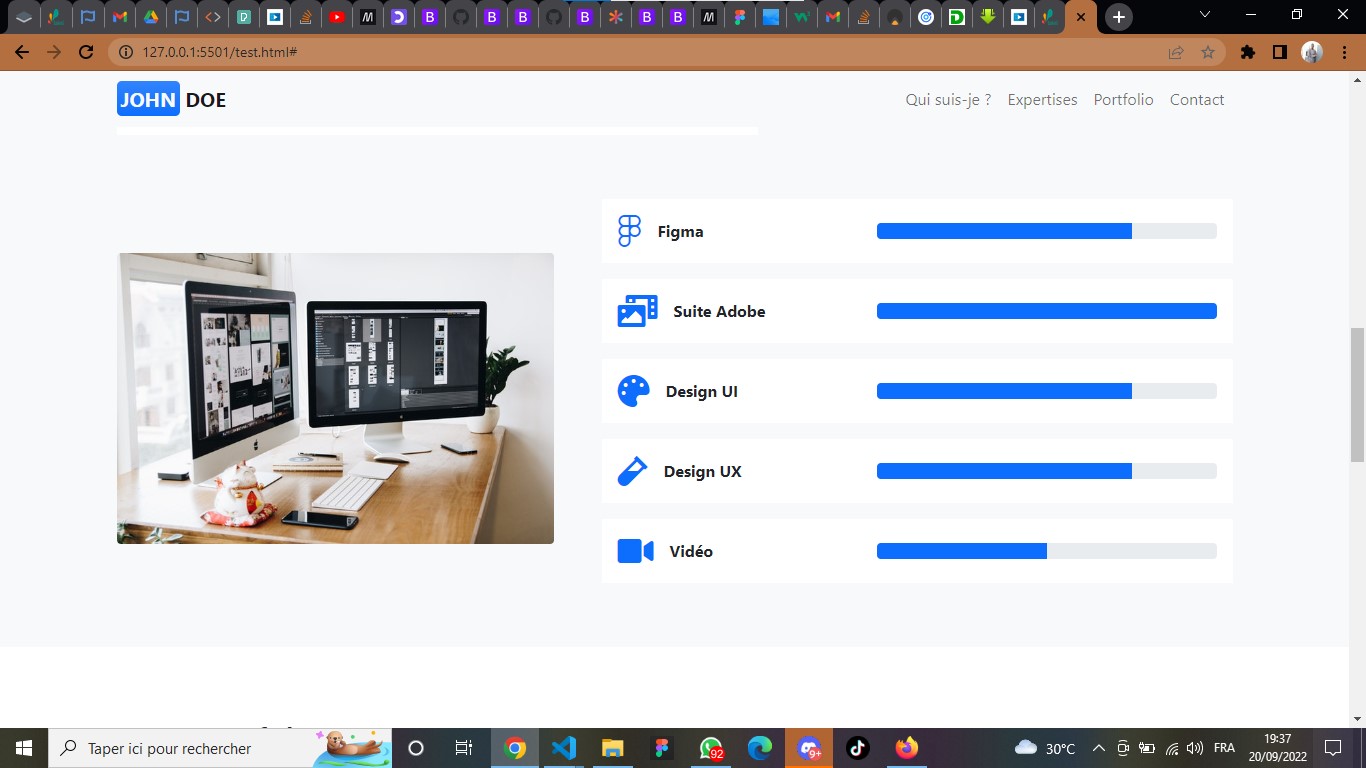 127.0.0.1:5501/test.html#
JOHN DOE
Qui suis-je ?
Expertises
Portfolio
Contact
Figma
Suite Adobe
Design UI
Design UX
Vidéo
Taper ici pour rechercher
92
9+
30°C
FRA
19:37
20/09/2022